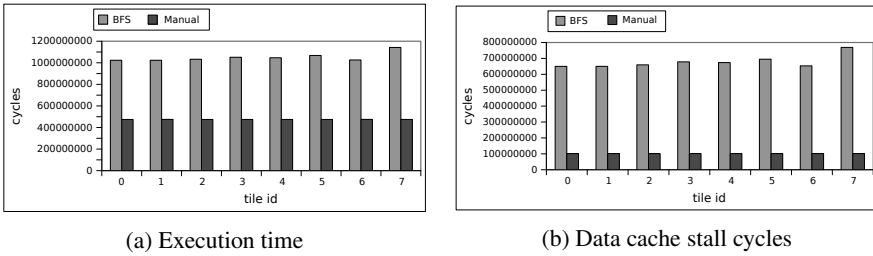 BFS Manual
1200000000
1000000000
800000000
600000000
400000000
200000000
0
cycles
0 1 2 3 4 5 6 7
tile id
(a) Execution time
BFS Manual
800000000
700000000
600000000
500000000
400000000
300000000
200000000
100000000
0
cycles
0 1 2 3 4 5 6 7
tile id
(b) Data cache stall cycles